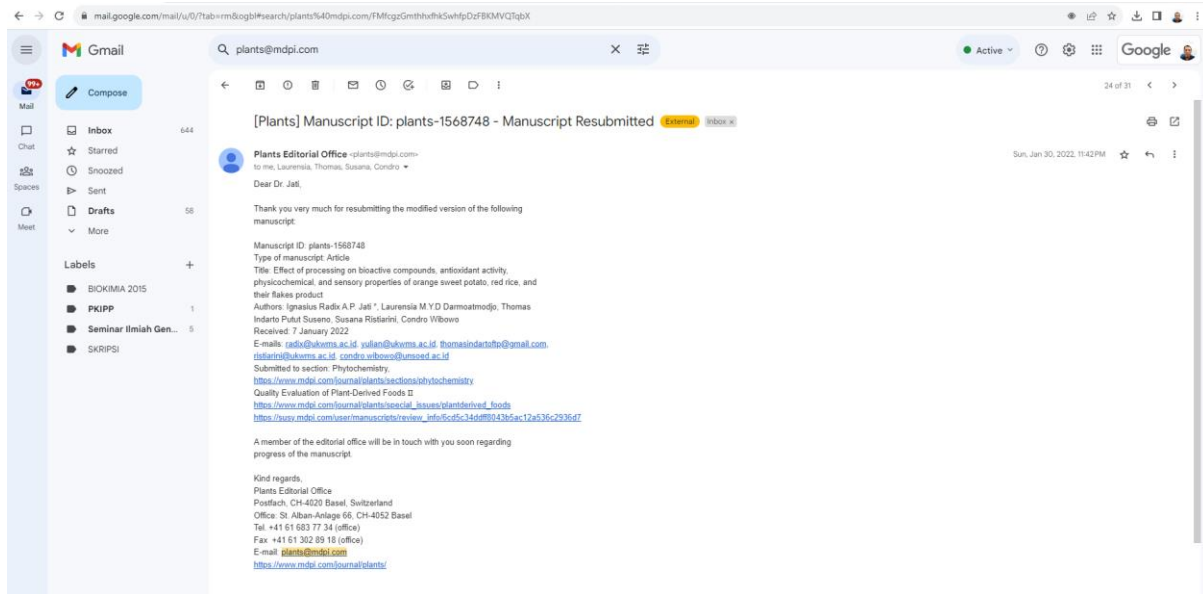 mail.google.com/mail/u/0/?tab=rm&ogbl#search/plants%40mdpi.com/FMfcgzGmthhxfhkSwhfpDzFBKMVQTqbX
Gmail
plants@mdpi.com
Active
Google
99+
Mail
Chat
Spaces
Meet
Compose
Inbox 644
Starred
Snoozed
Sent
Drafts 58
More
Labels +
BIOKIMIA 2015
PKIPP 1
Seminar Ilmiah Gen... 5
SKRIPSI
24 of 31
[Plants] Manuscript ID: plants-1568748 - Manuscript Resubmitted External Inbox x
Plants Editorial Office <plants@mdpi.com> Sun, Jan 30, 2022, 11:42 PM
to me, Laurensia, Thomas, Susana, Condro
Dear Dr. Jati,
Thank you very much for resubmitting the modified version of the following
manuscript:
Manuscript ID: plants-1568748
Type of manuscript: Article
Title: Effect of processing on bioactive compounds, antioxidant activity,
physicochemical, and sensory properties of orange sweet potato, red rice, and
their flakes product
Authors: Ignasius Radix A.P. Jati *, Laurensia M.Y.D Darmoatmodjo, Thomas
Indarto Putut Suseno, Susana Ristiarini, Condro Wibowo
Received: 7 January 2022
E-mails: radix@ukwms.ac.id, yulian@ukwms.ac.id, thomasindartoftp@gmail.com,
ristiarini@ukwms.ac.id, condro.wibowo@unsoed.ac.id
Submitted to section: Phytochemistry,
https://www.mdpi.com/journal/plants/sections/phytochemistry
Quality Evaluation of Plant-Derived Foods II
https://www.mdpi.com/journal/plants/special_issues/plantderived_foods
https://susy.mdpi.com/user/manuscripts/review_info/6cd5c34ddff8043b5ac12a536c2936d7
A member of the editorial office will be in touch with you soon regarding
progress of the manuscript.
Kind regards,
Plants Editorial Office
Postfach, CH-4020 Basel, Switzerland
Office: St. Alban-Anlage 66, CH-4052 Basel
Tel. +41 61 683 77 34 (office)
Fax +41 61 302 89 18 (office)
E-mail: plants@mdpi.com
https://www.mdpi.com/journal/plants/